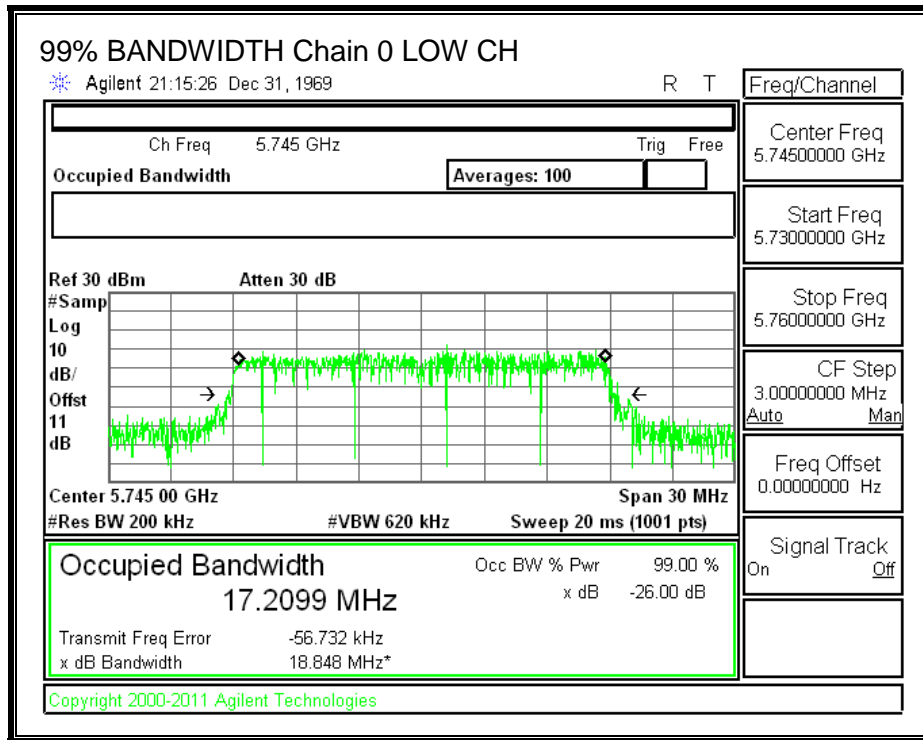 99% BANDWIDTH Chain 0 LOW CH
Agilent 21:15:26 Dec 31, 1969 R T
Ch Freq 5.745 GHz Trig Free
Occupied Bandwidth Averages: 100
Ref 30 dBm Atten 30 dB
#Samp
Log
10
dB/
Offst
11
dB
Center 5.745 00 GHz Span 30 MHz
#Res BW 200 kHz #VBW 620 kHz Sweep 20 ms (1001 pts)
Occupied Bandwidth Occ BW % Pwr 99.00 %
17.2099 MHz x dB -26.00 dB
Transmit Freq Error -56.732 kHz
x dB Bandwidth 18.848 MHz*
Copyright 2000-2011 Agilent Technologies
Freq/Channel
Center Freq
5.74500000 GHz
Start Freq
5.73000000 GHz
Stop Freq
5.76000000 GHz
CF Step
3.00000000 MHz
Auto Man
Freq Offset
0.00000000 Hz
Signal Track
On Off